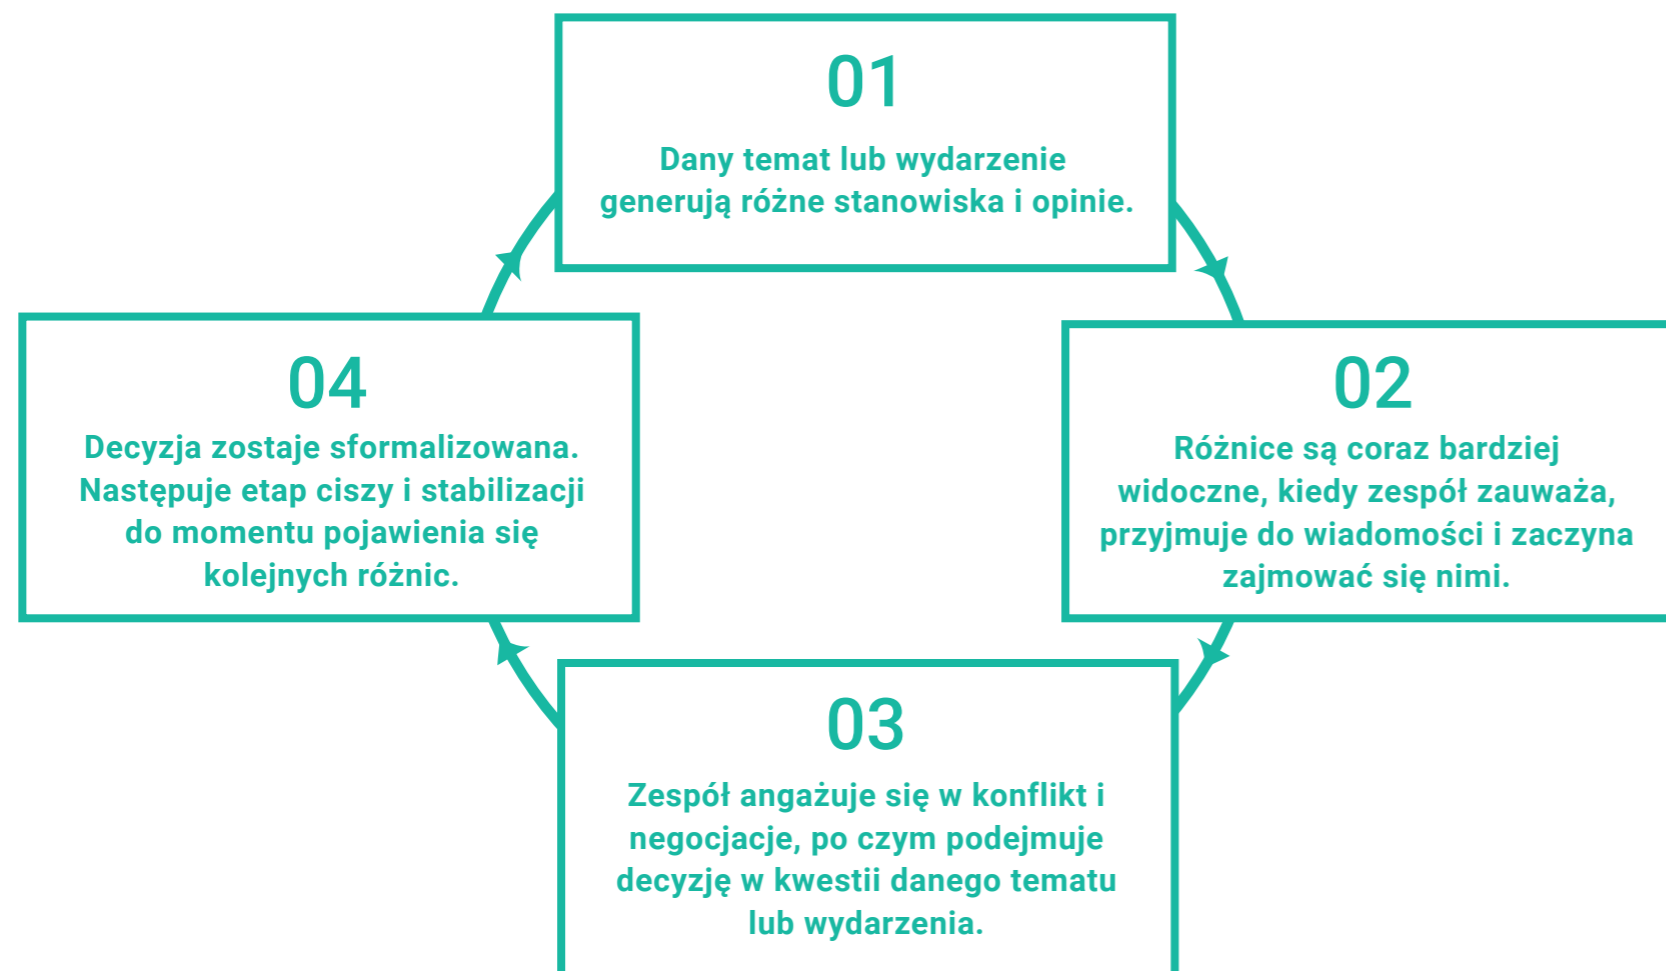 01
Dany temat lub wydarzenie
generują różne stanowiska i opinie.
02
Różnice są coraz bardziej
widoczne, kiedy zespół zauważa,
przyjmuje do wiadomości i zaczyna
zajmować się nimi.
03
Zespół angażuje się w konflikt i
negocjacje, po czym podejmuje
decyzję w kwestii danego tematu
lub wydarzenia.
04
Decyzja zostaje sformalizowana.
Następuje etap ciszy i stabilizacji
do momentu pojawienia się
kolejnych różnic.